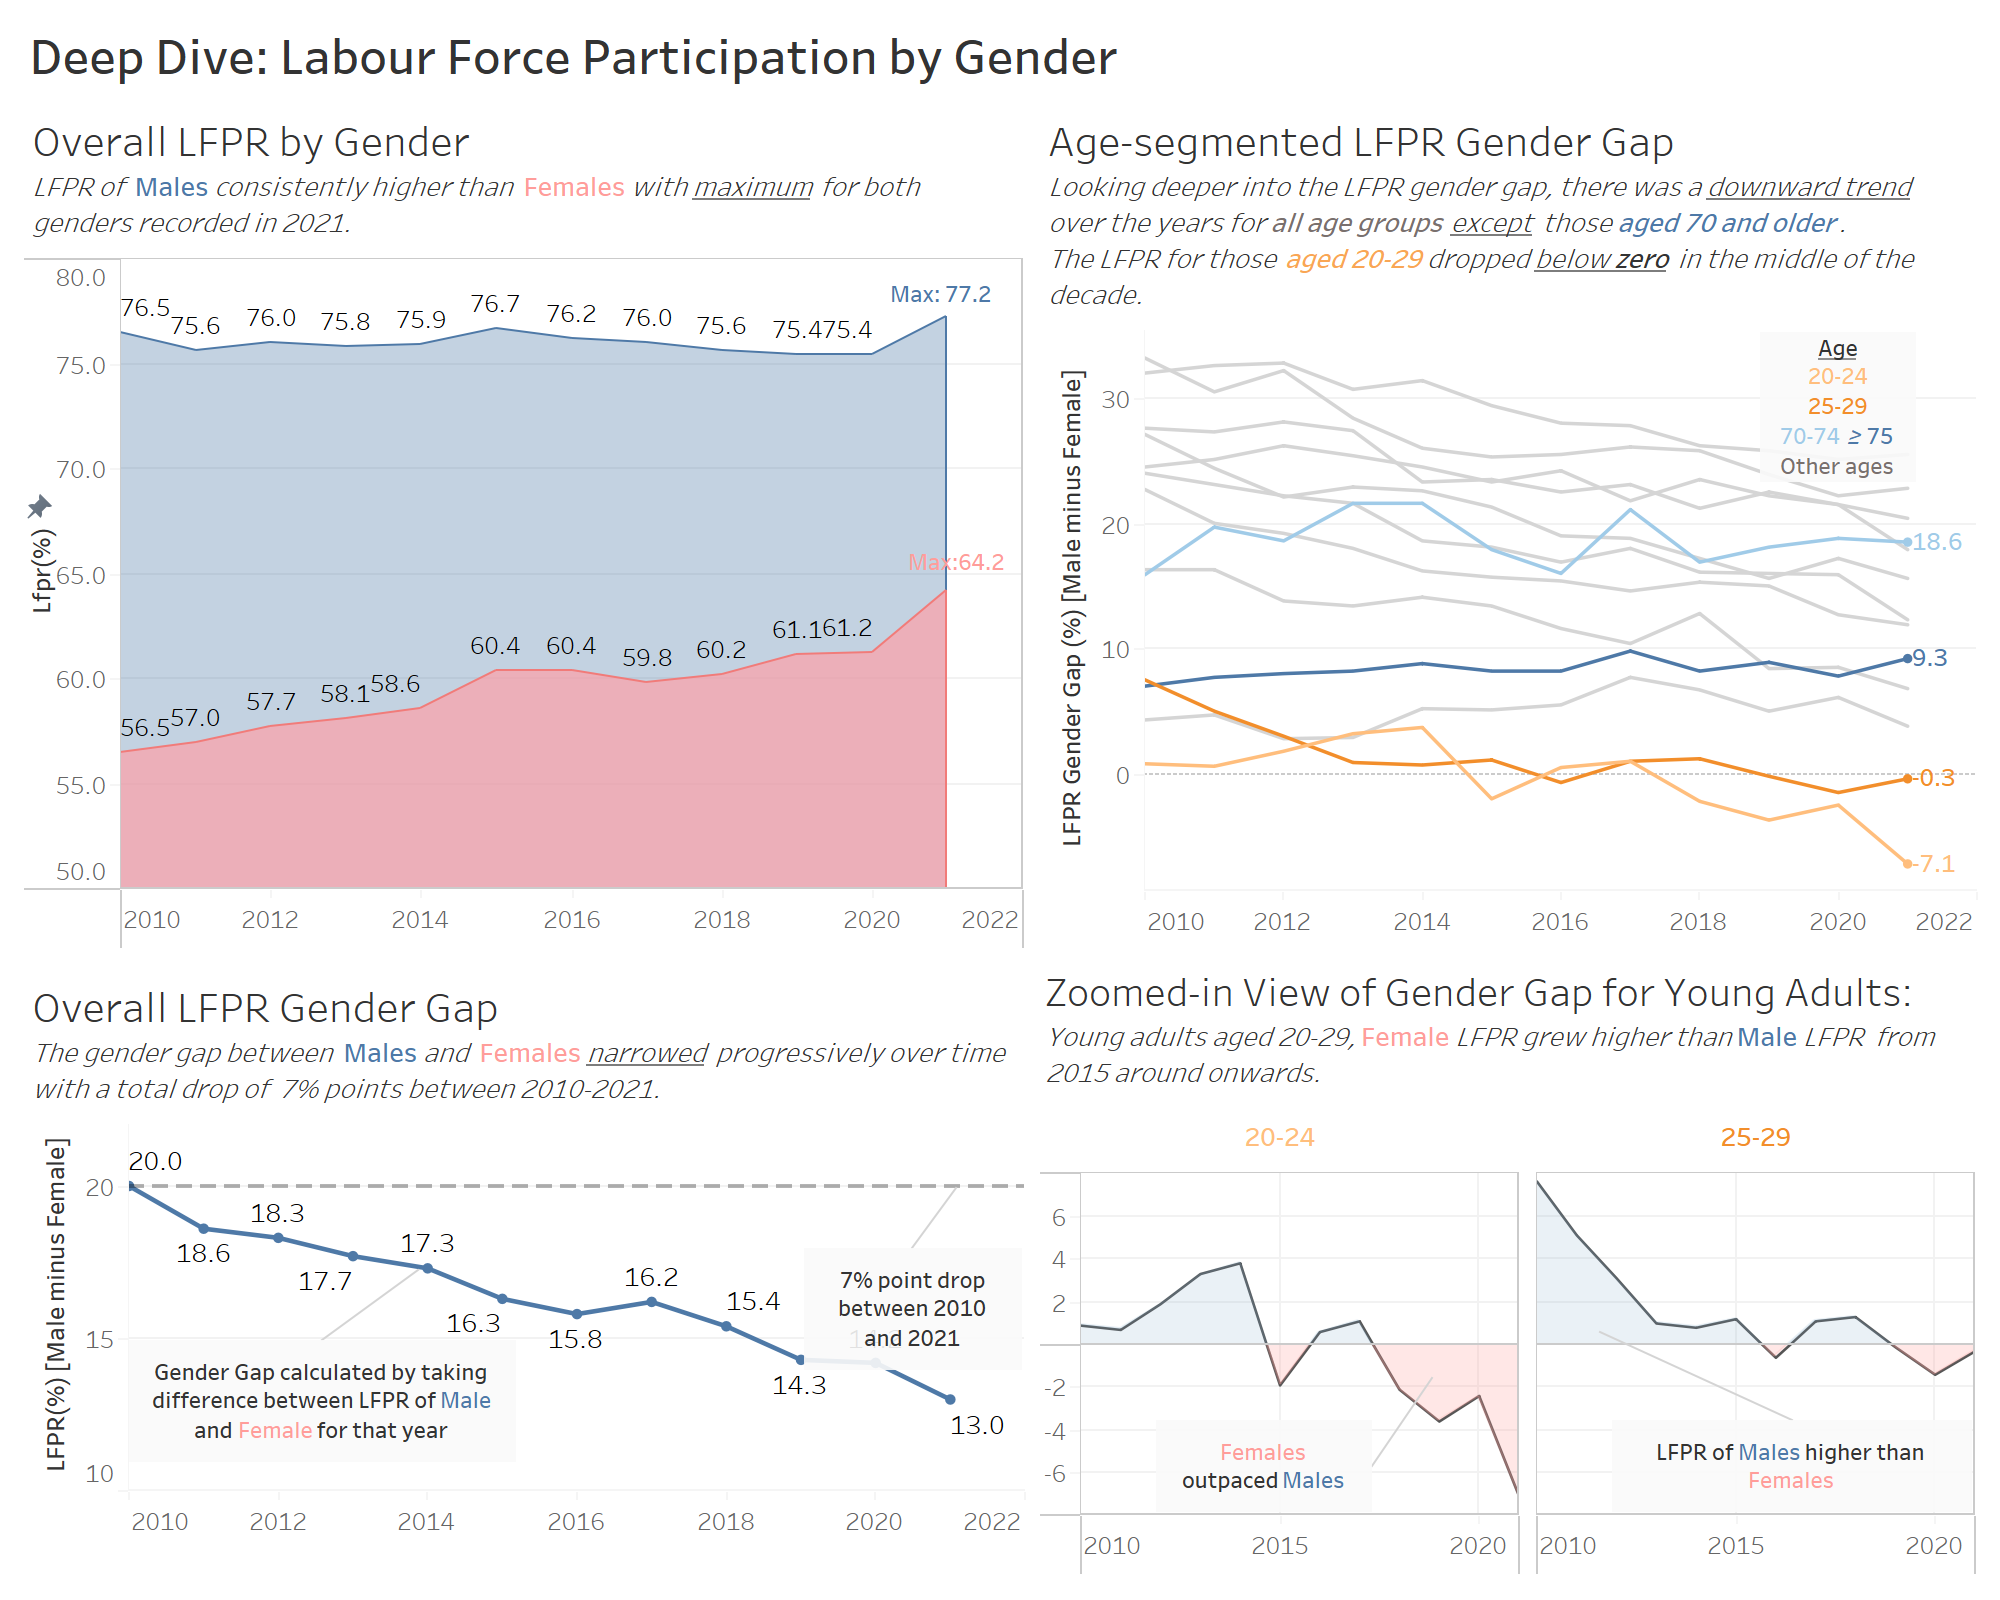 Deep Dive: Labour Force Participation by Gender
Overall LFPR by Gender
LFPR of Males consistently higher than Females with maximum for both
genders recorded in 2021.
80.0
75.0
70.0
65.0
60.0
55.0
50.0
Lfpr(%)
76.5
75.6
76.0
75.8
75.9
76.7
76.2
76.0
75.6
75.4
75.4
Max: 77.2
Max:64.2
56.5
57.0
57.7
58.1
58.6
60.4
60.4
59.8
60.2
61.1
61.2
2010 2012 2014 2016 2018 2020 2022
Age-segmented LFPR Gender Gap
Looking deeper into the LFPR gender gap, there was a downward trend
over the years for all age groups except those aged 70 and older.
The LFPR for those aged 20-29 dropped below zero in the middle of the
decade.
LFPR Gender Gap (%) [Male minus Female]
30
20
10
0
Age
20-24
25-29
70-74 ≥ 75
Other ages
18.6
9.3
-0.3
-7.1
2010 2012 2014 2016 2018 2020 2022
Overall LFPR Gender Gap
The gender gap between Males and Females narrowed progressively over time
with a total drop of 7% points between 2010-2021.
LFPR(%) [Male minus Female]
20
15
10
20.0
18.6
18.3
17.7
17.3
16.3
15.8
16.2
15.4
14.3
13.0
7% point drop
between 2010
and 2021
Gender Gap calculated by taking
difference between LFPR of Male
and Female for that year
2010 2012 2014 2016 2018 2020 2022
Zoomed-in View of Gender Gap for Young Adults:
Young adults aged 20-29, Female LFPR grew higher than Male LFPR from
2015 around onwards.
20-24
25-29
6
4
2
-2
-4
-6
Females
outpaced Males
LFPR of Males higher than
Females
2010 2015 2020
2010 2015 2020